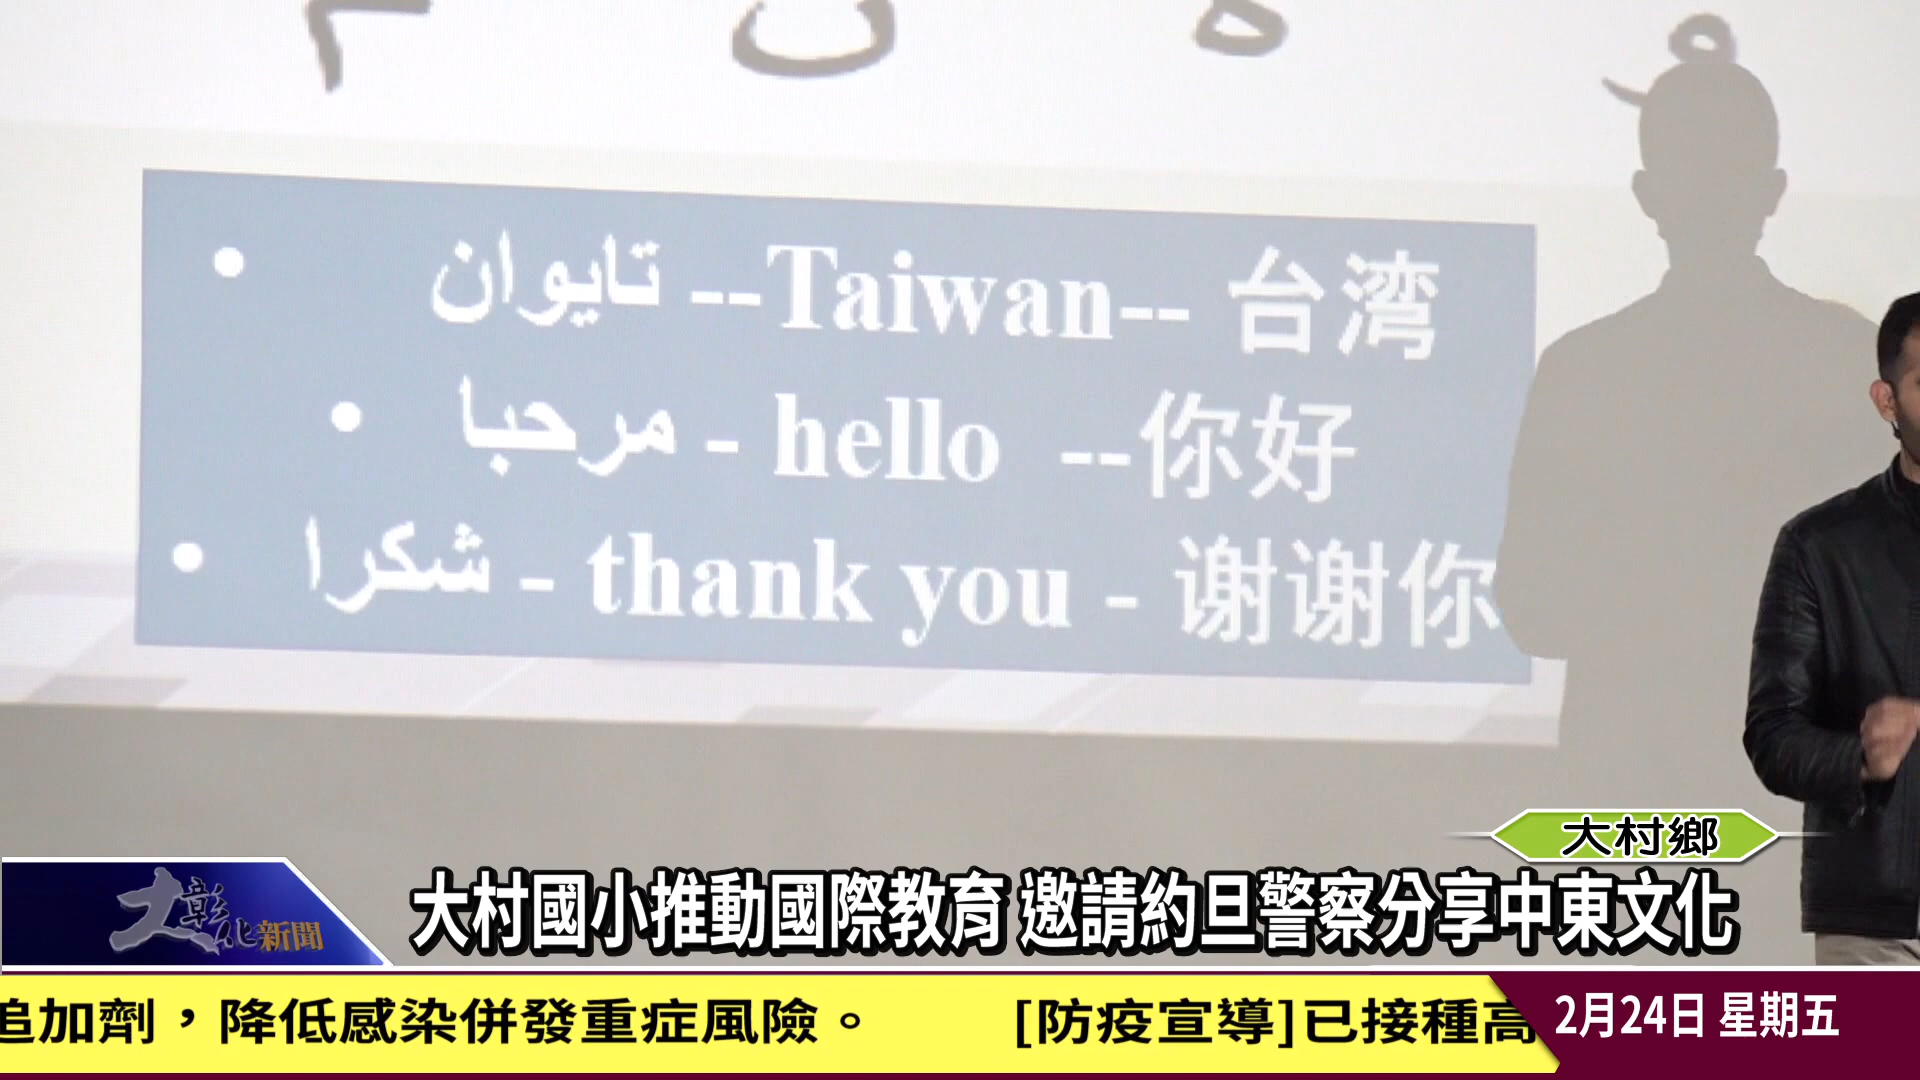 • تايوان --Taiwan-- 台湾
• مرحبا - hello --你好
• شكرا - thank you - 谢谢你
大村鄉
大彰化新聞
大村國小推動國際教育 邀請約旦警察分享中東文化
追加劑，降低感染併發重症風險。 [防疫宣導]已接種高
2月24日 星期五